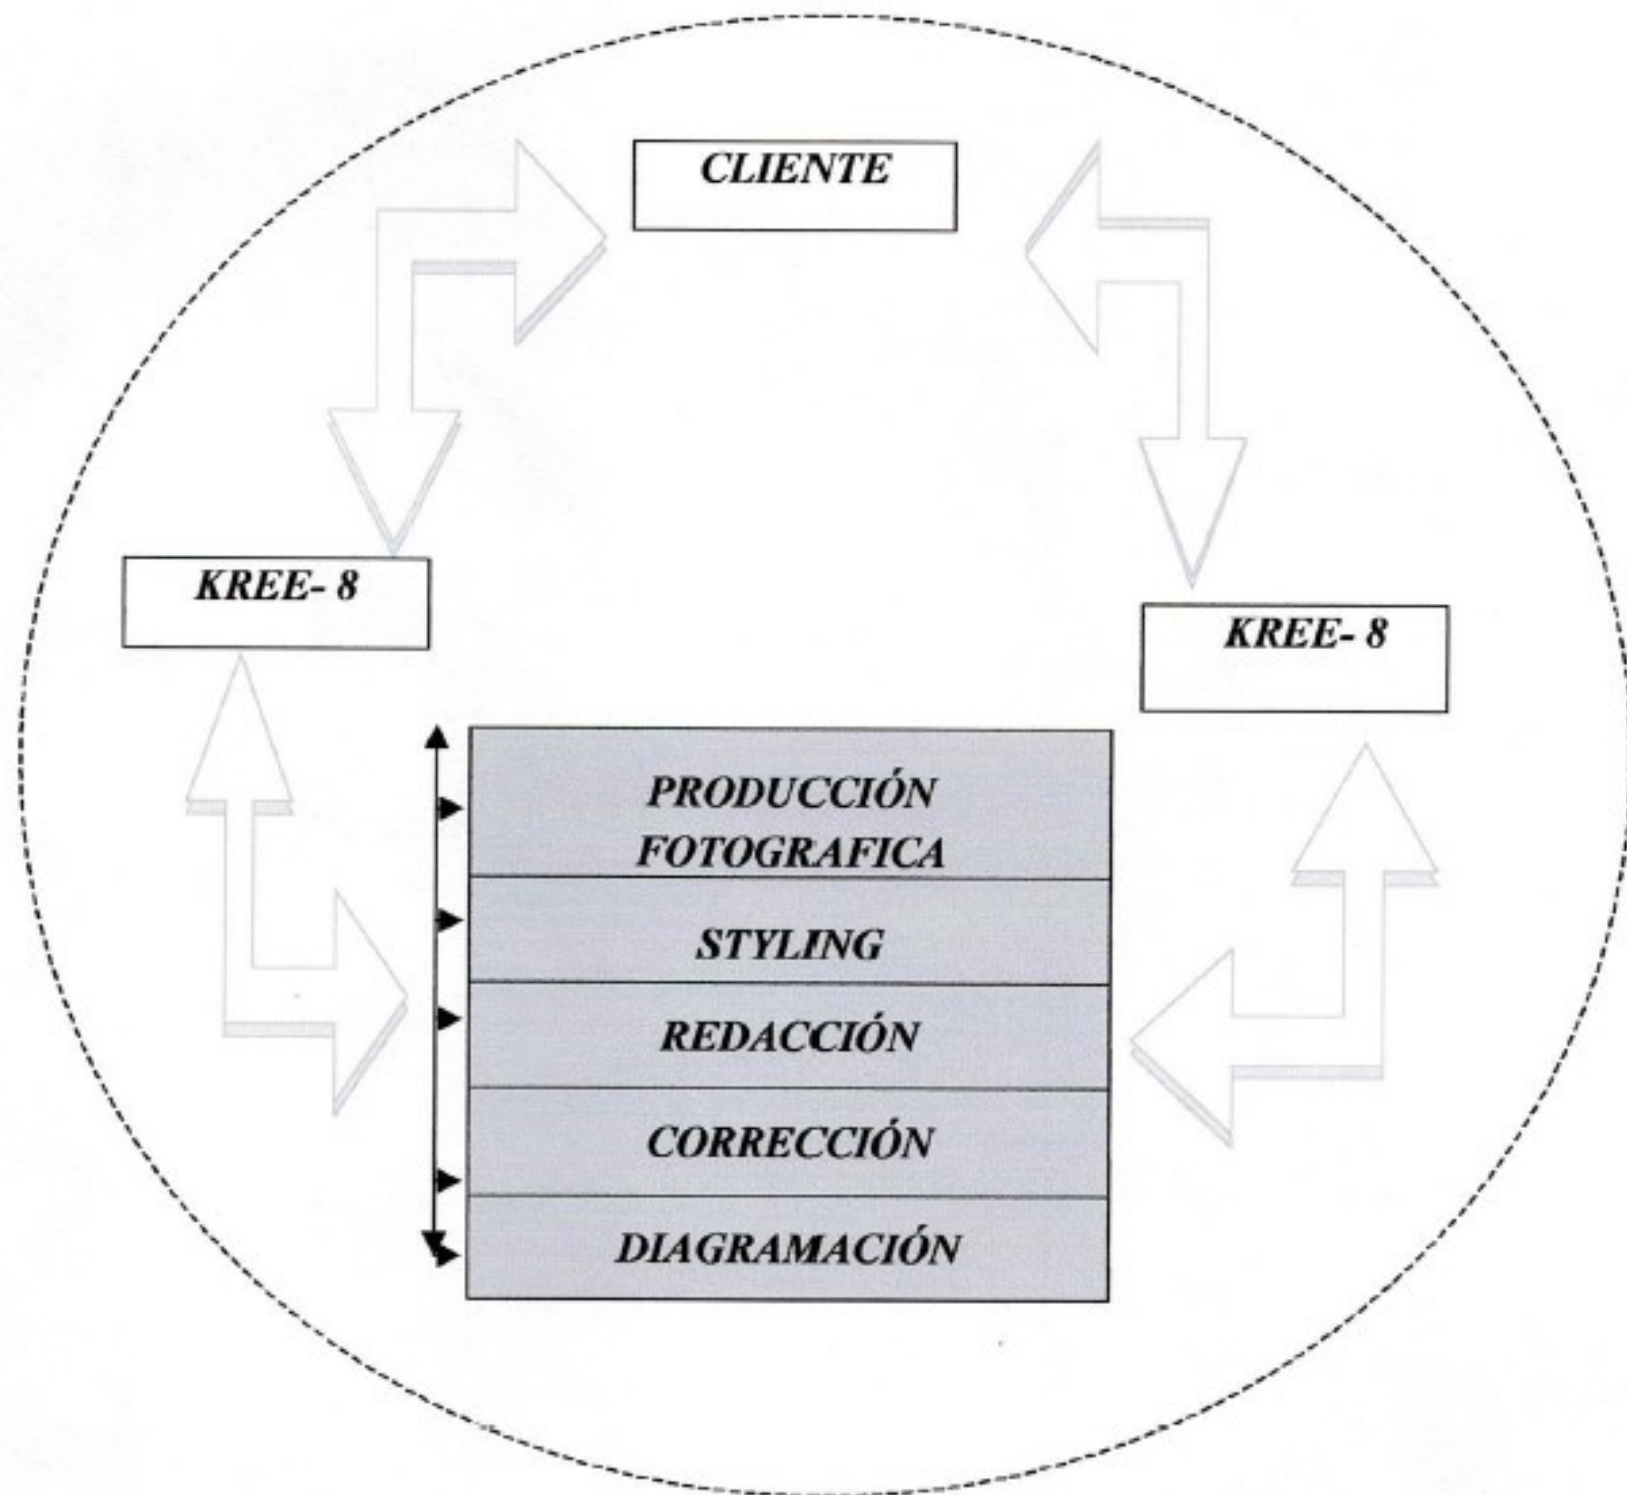 CLIENTE
KREE- 8
KREE- 8
PRODUCCIÓN
FOTOGRAFICA
STYLING
REDACCIÓN
CORRECCIÓN
DIAGRAMACIÓN